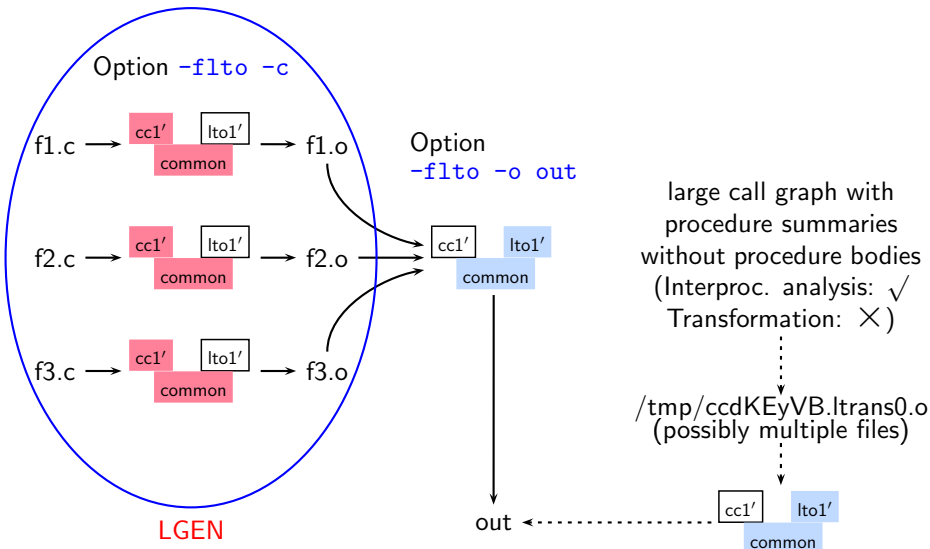 Option -flto -c
f1.c
cc1′
lto1′
common
f1.o
f2.c
cc1′
lto1′
common
f2.o
f3.c
cc1′
lto1′
common
f3.o
LGEN
Option
-flto -o out
cc1′
lto1′
common
large call graph with
procedure summaries
without procedure bodies
(Interproc. analysis: √
Transformation: ×)
/tmp/ccdKEyVB.ltrans0.o
(possibly multiple files)
cc1′
lto1′
common
out